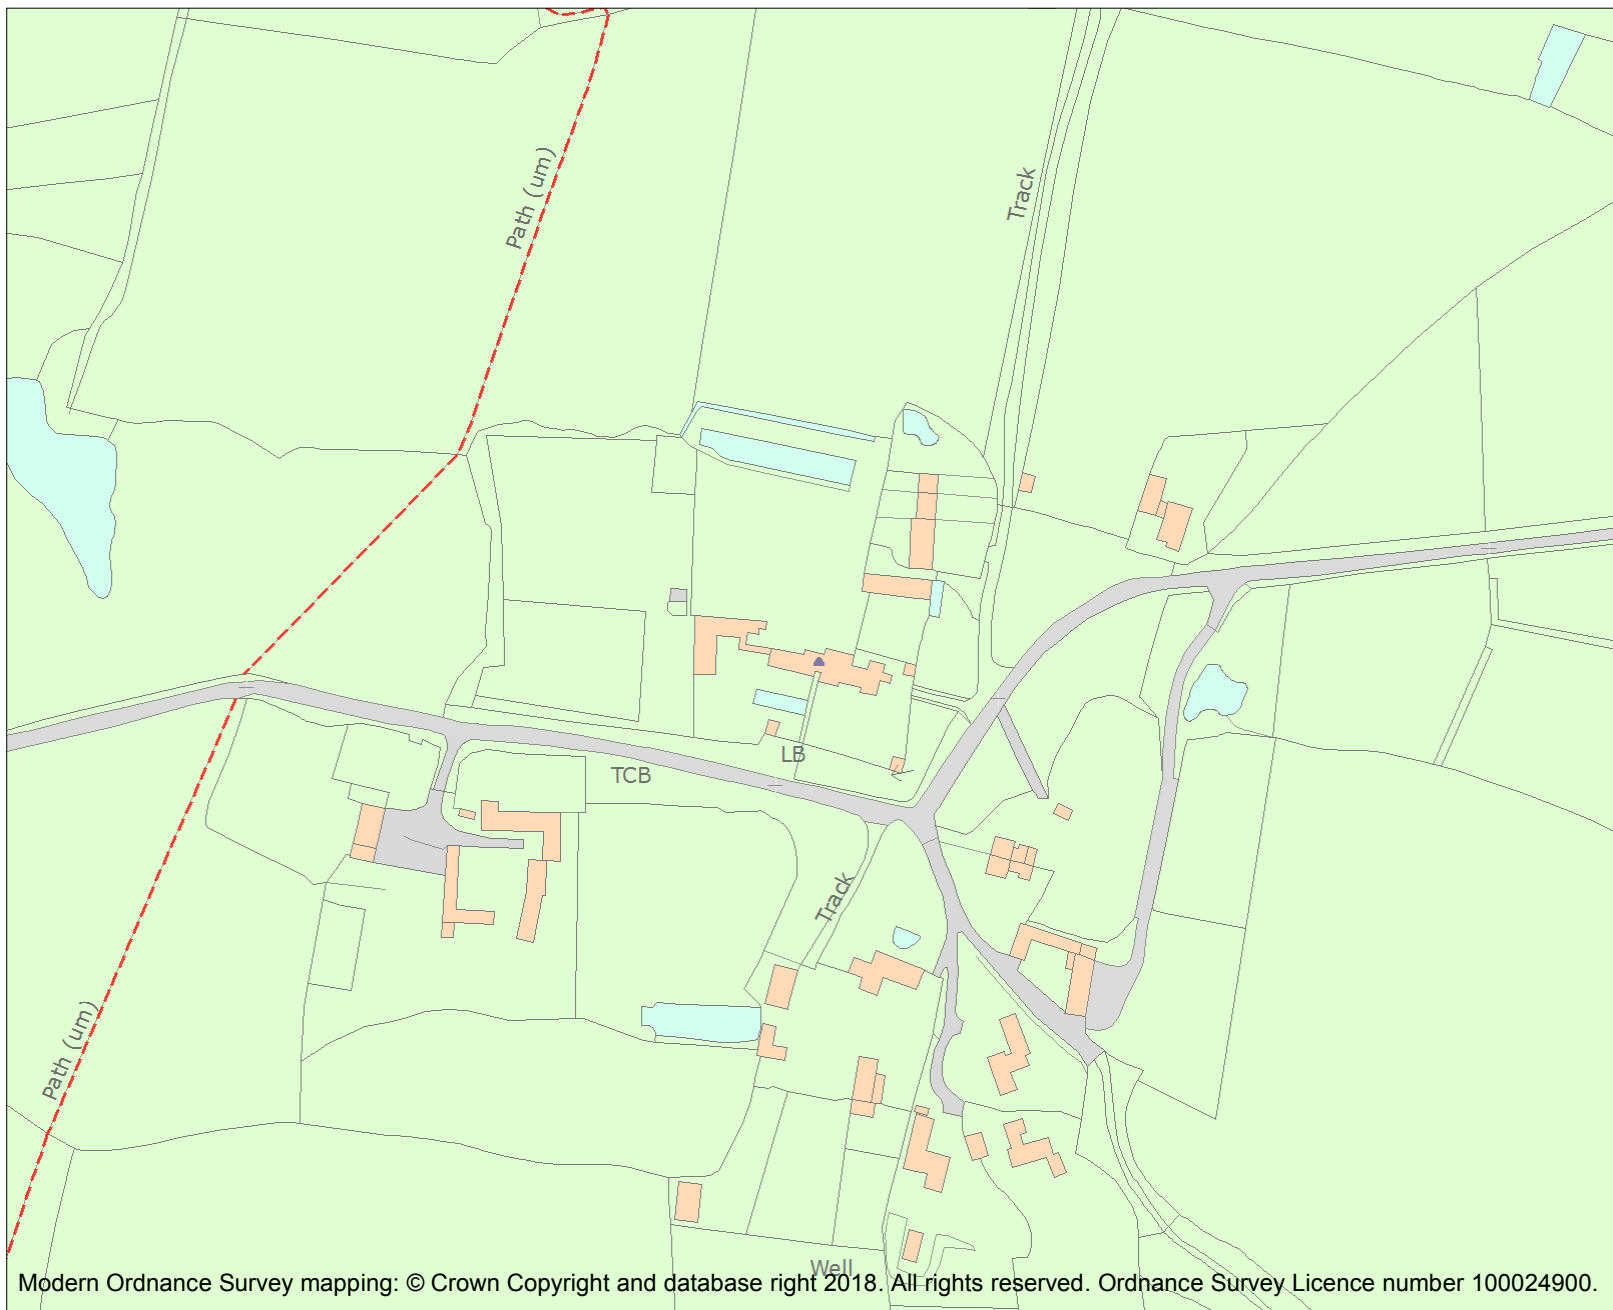 Path (um)
Track
LB
TCB
Track
Path (um)
Well
Modern Ordnance Survey mapping: © Crown Copyright and database right 2018. All rights reserved. Ordnance Survey Licence number 100024900.